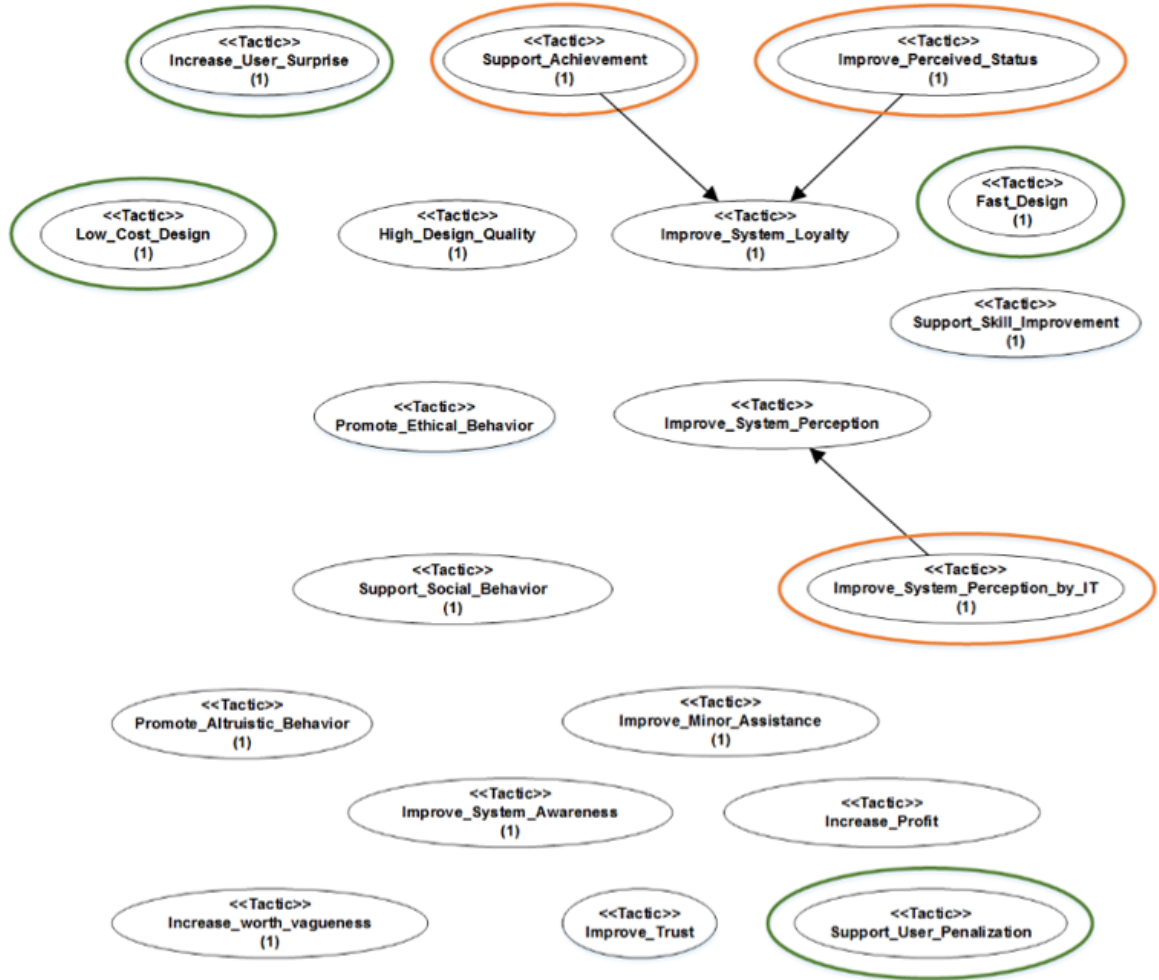 <<Tactic>>
Increase_User_Surprise
(1)
<<Tactic>>
Support_Achievement
(1)
<<Tactic>>
Improve_Perceived_Status
(1)
<<Tactic>>
Low_Cost_Design
(1)
<<Tactic>>
High_Design_Quality
(1)
<<Tactic>>
Improve_System_Loyalty
(1)
<<Tactic>>
Fast_Design
(1)
<<Tactic>>
Support_Skill_Improvement
(1)
<<Tactic>>
Promote_Ethical_Behavior
<<Tactic>>
Improve_System_Perception
<<Tactic>>
Support_Social_Behavior
(1)
<<Tactic>>
Improve_System_Perception_by_IT
(1)
<<Tactic>>
Promote_Altruistic_Behavior
(1)
<<Tactic>>
Improve_Minor_Assistance
(1)
<<Tactic>>
Improve_System_Awareness
(1)
<<Tactic>>
Increase_Profit
<<Tactic>>
Increase_worth_vagueness
(1)
<<Tactic>>
Improve_Trust
<<Tactic>>
Support_User_Penalization